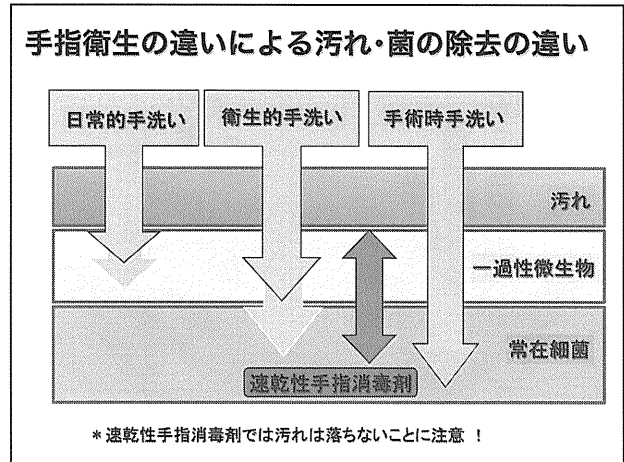 手指衛生の違いによる汚れ・菌の除去の違い
日常的手洗い
衛生的手洗い
手術時手洗い
汚れ
一過性微生物
常在細菌
速乾性手指消毒剤
*速乾性手指消毒剤では汚れは落ちないことに注意 !